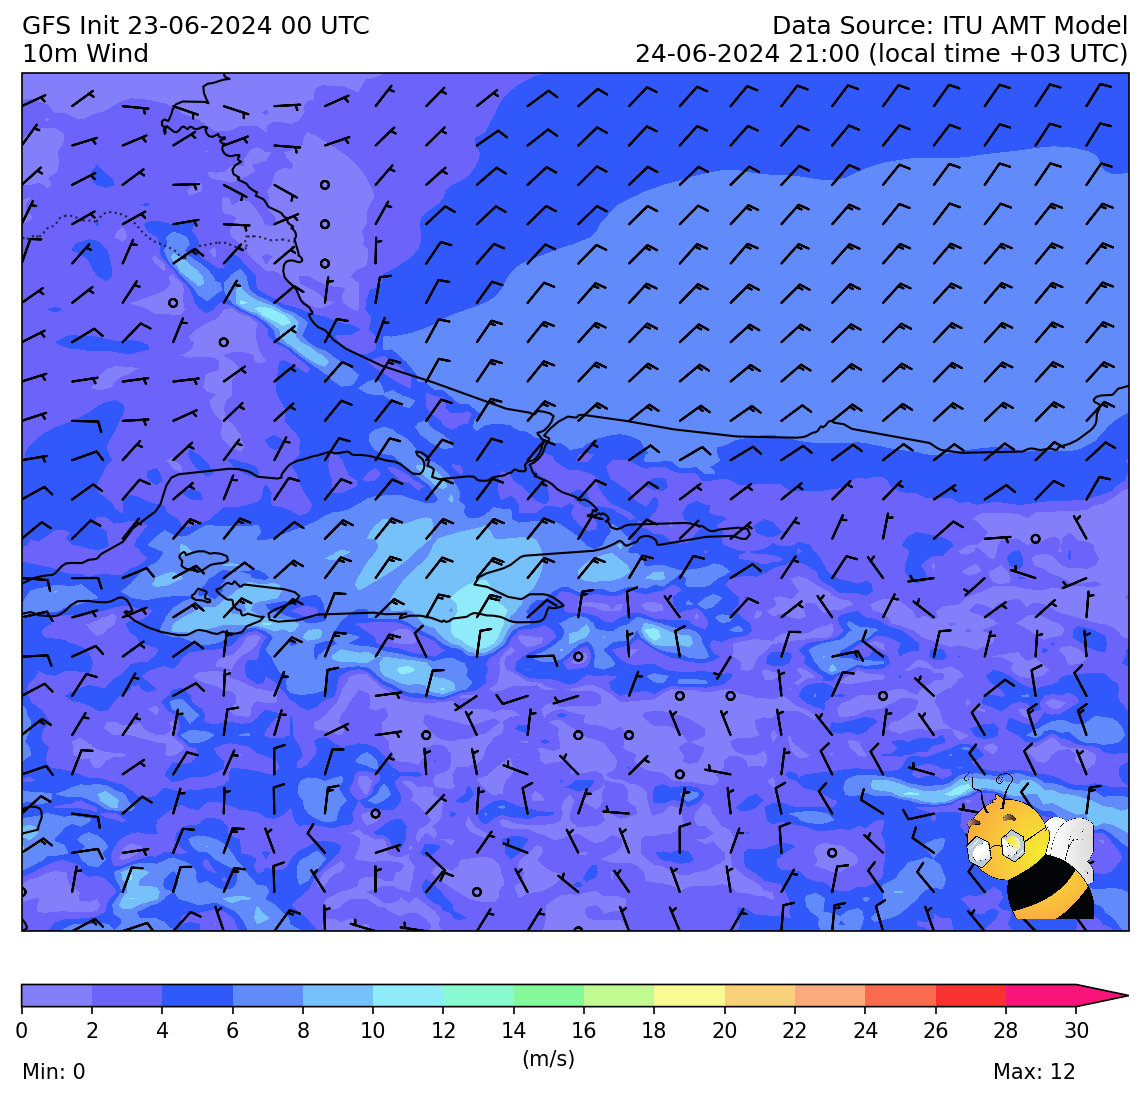 GFS Init 23-06-2024 00 UTC
Data Source: ITU AMT Model
10m Wind
24-06-2024 21:00 (local time +03 UTC)
0 2 4 6 8 10 12 14 16 18 20 22 24 26 28 30
(m/s)
Min: 0
Max: 12